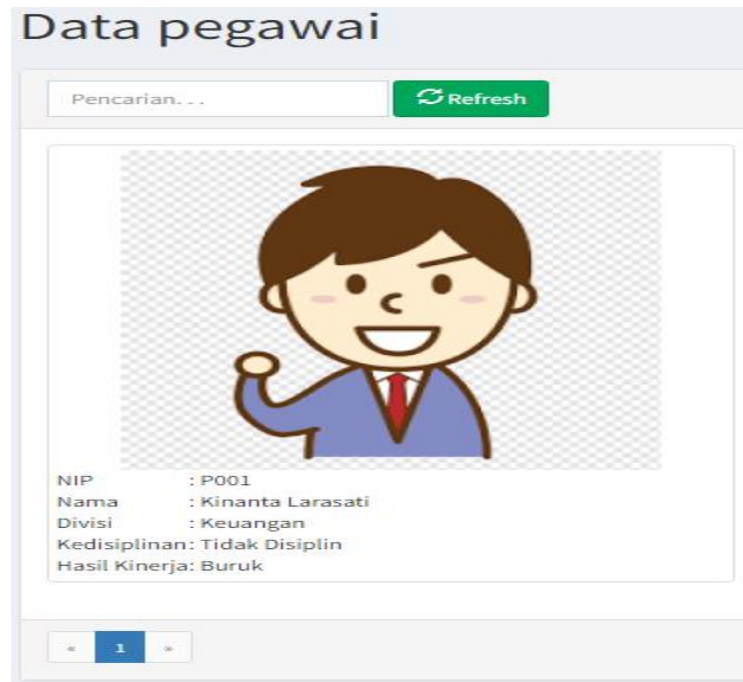 Data pegawai
Pencarian...
Refresh
NIP : P001
Nama : Kinanta Larasati
Divisi : Keuangan
Kedisiplinan: Tidak Disiplin
Hasil Kinerja: Buruk
« 1 »